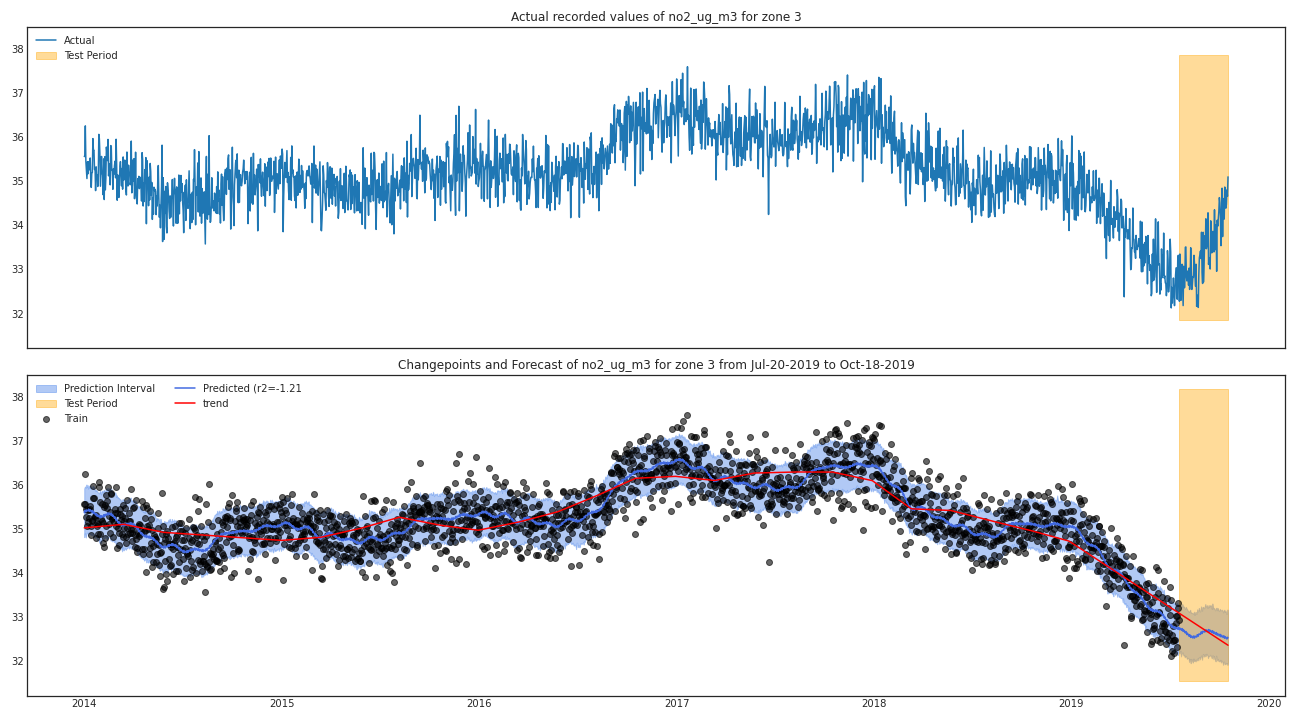 Actual recorded values of no2_ug_m3 for zone 3
Actual
Test Period
38
37
36
35
34
33
32
Changepoints and Forecast of no2_ug_m3 for zone 3 from Jul-20-2019 to Oct-18-2019
Prediction Interval
Test Period
Train
Predicted (r2=-1.21
trend
38
37
36
35
34
33
32
2014
2015
2016
2017
2018
2019
2020